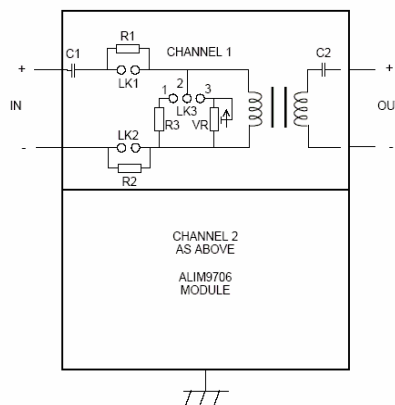 R1
C1
CHANNEL 1
C2
+
+
LK1
2
1
3
IN
LK3
OU
R3
VR
LK2
-
-
R2
CHANNEL 2
AS ABOVE
ALIM9706
MODULE